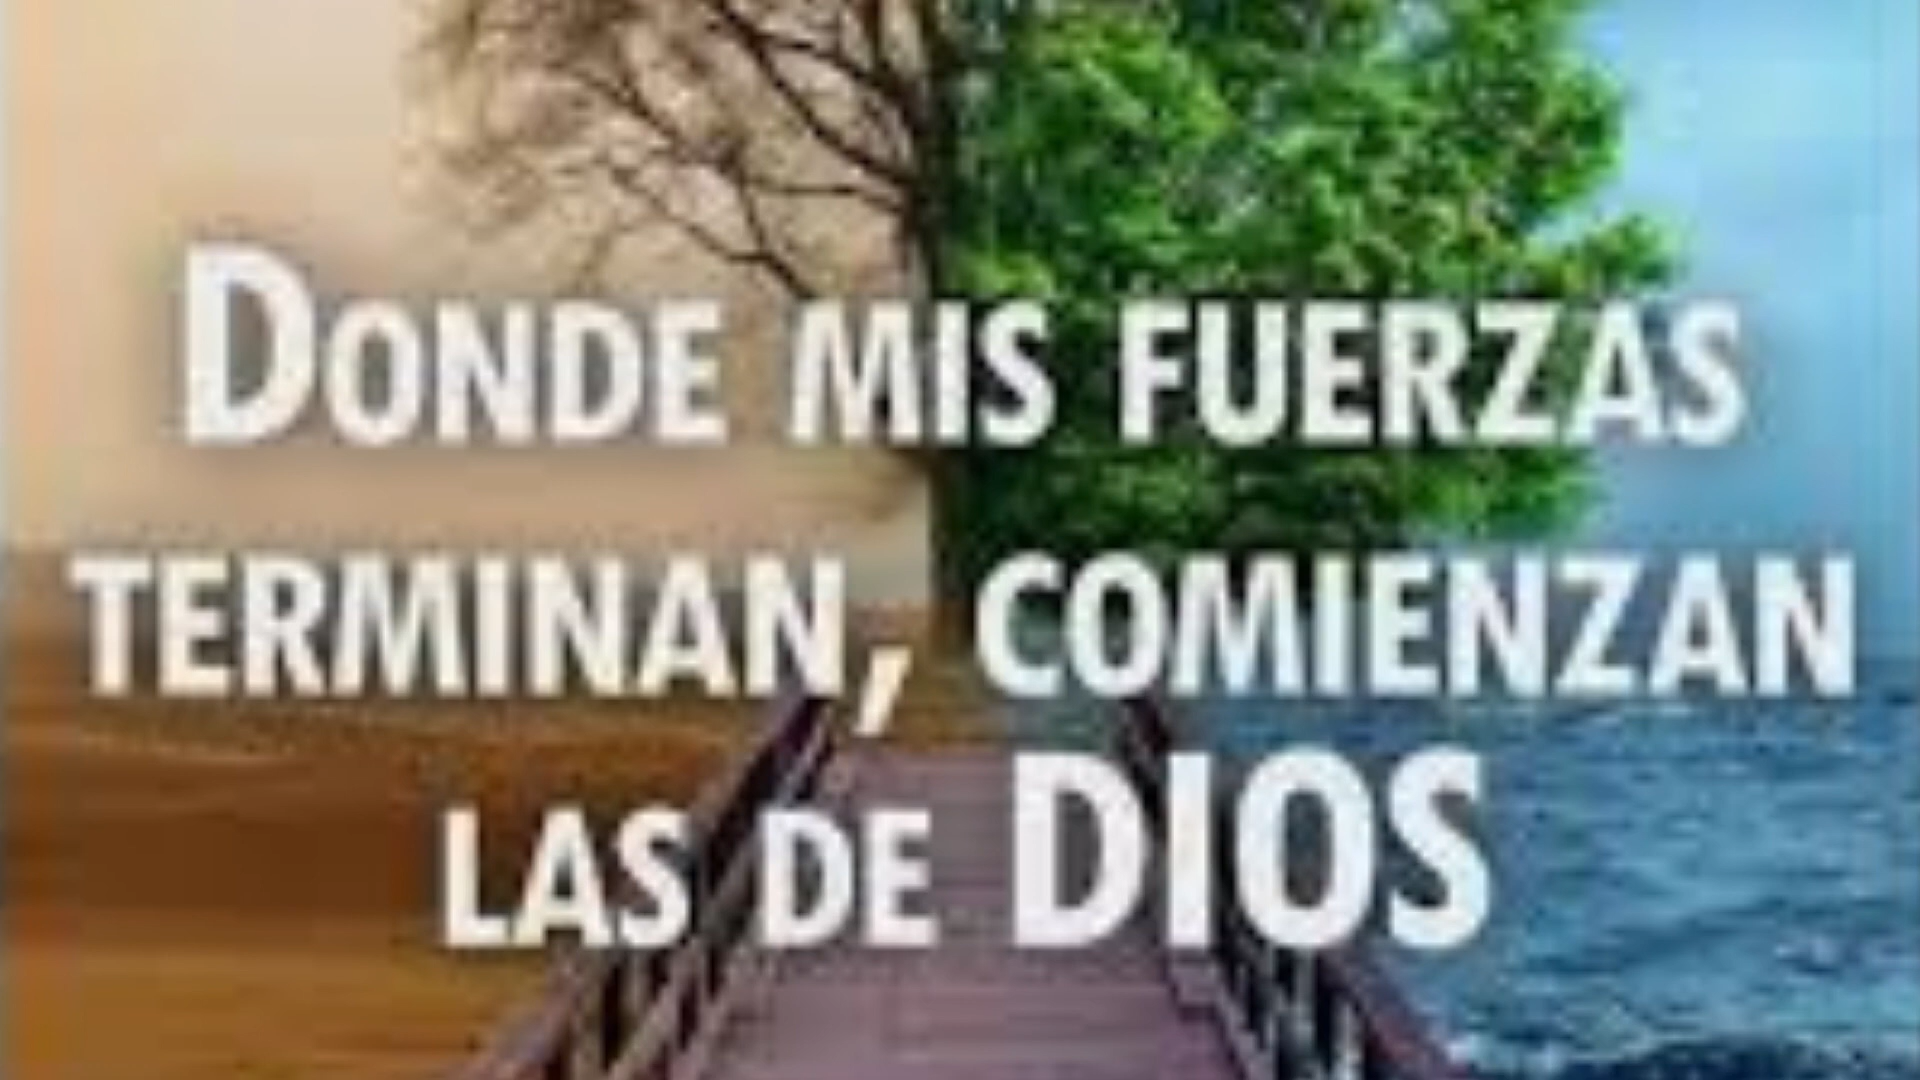 DONDE MIS FUERZAS
TERMINAN, COMIENZAN
LAS DE DIOS